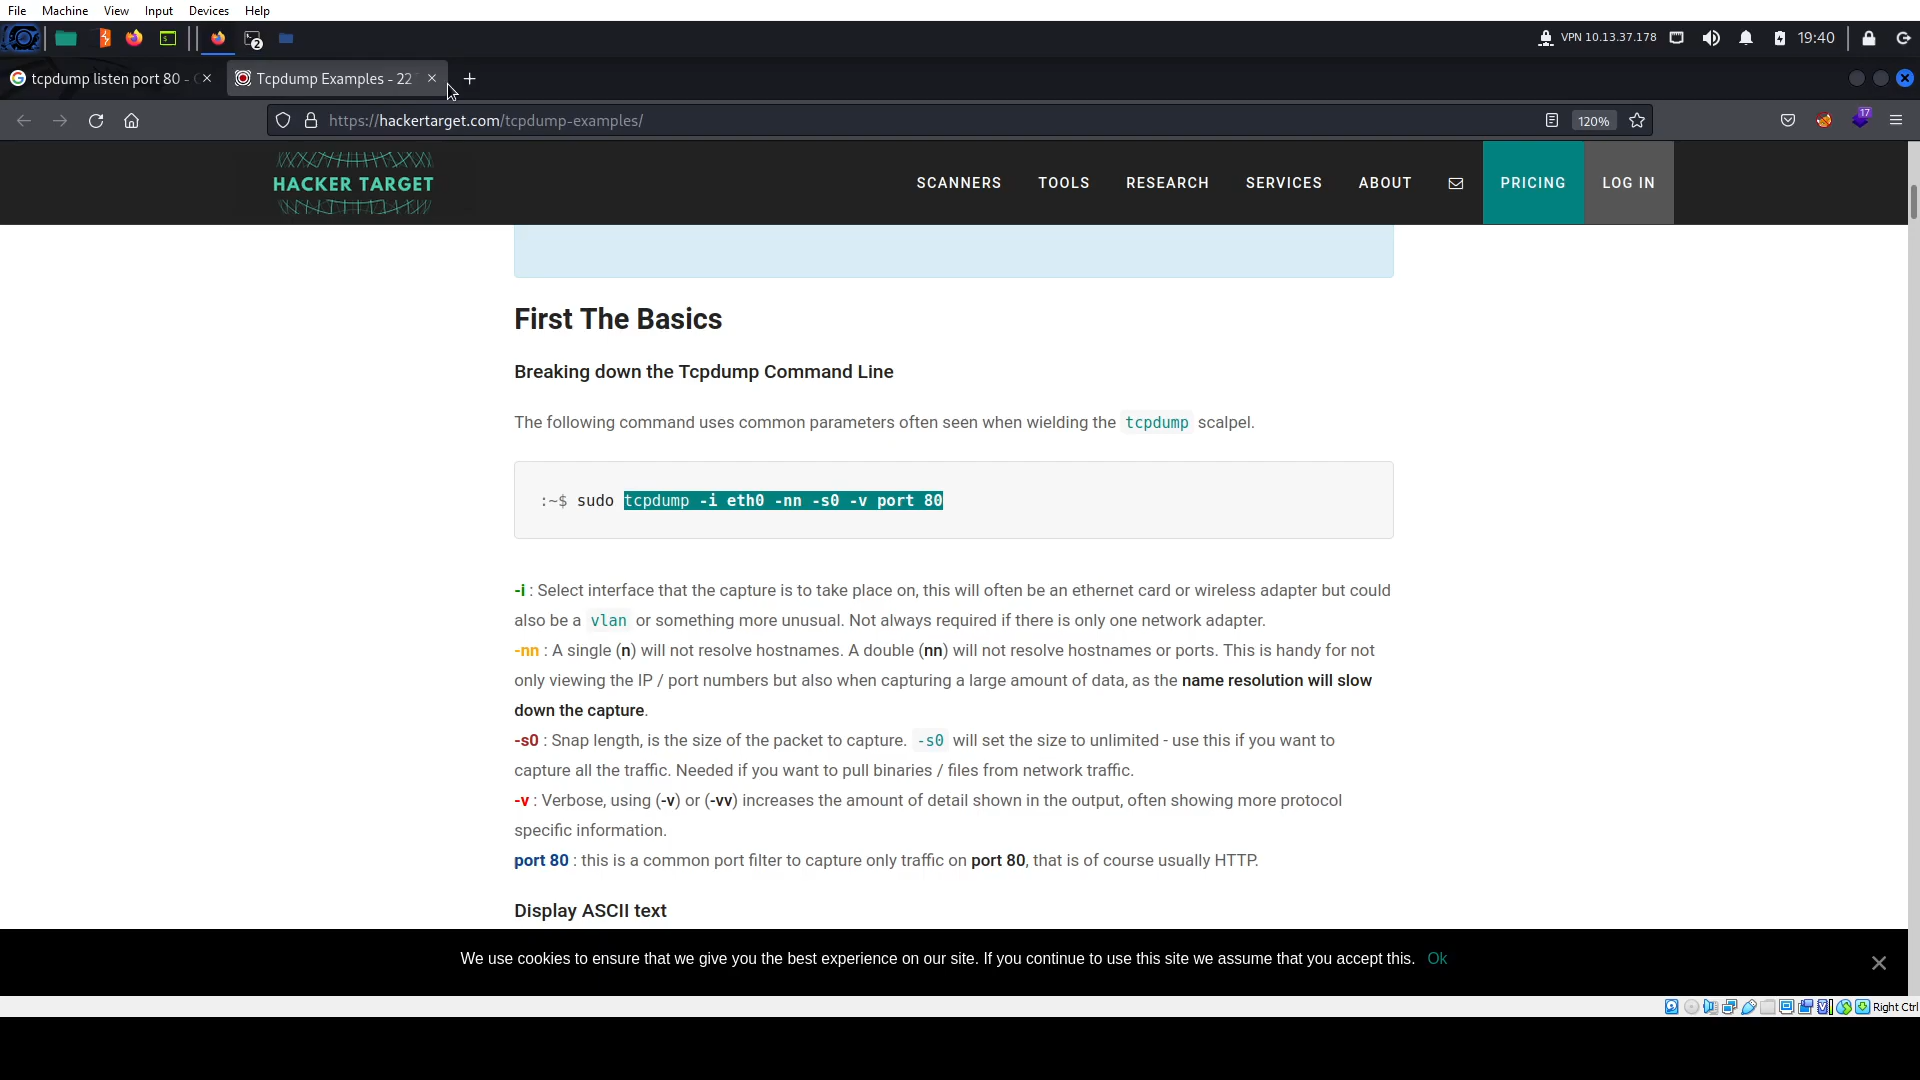 File Machine View Input Devices Help
2 VPN 10.13.37.178 19:40
tcpdump listen port 80 - Tcpdump Examples - 22
https://hackertarget.com/tcpdump-examples/ 120% 17
HACKER TARGET SCANNERS TOOLS RESEARCH SERVICES ABOUT PRICING LOG IN
First The Basics
Breaking down the Tcpdump Command Line
The following command uses common parameters often seen when wielding the tcpdump scalpel.
:~$ sudo tcpdump -i eth0 -nn -s0 -v port 80
-i : Select interface that the capture is to take place on, this will often be an ethernet card or wireless adapter but could
also be a vlan or something more unusual. Not always required if there is only one network adapter.
-nn : A single (n) will not resolve hostnames. A double (nn) will not resolve hostnames or ports. This is handy for not
only viewing the IP / port numbers but also when capturing a large amount of data, as the name resolution will slow
down the capture.
-s0 : Snap length, is the size of the packet to capture. -s0 will set the size to unlimited - use this if you want to
capture all the traffic. Needed if you want to pull binaries / files from network traffic.
-v : Verbose, using (-v) or (-vv) increases the amount of detail shown in the output, often showing more protocol
specific information.
port 80 : this is a common port filter to capture only traffic on port 80, that is of course usually HTTP.
Display ASCII text
We use cookies to ensure that we give you the best experience on our site. If you continue to use this site we assume that you accept this. Ok
Right Ctrl